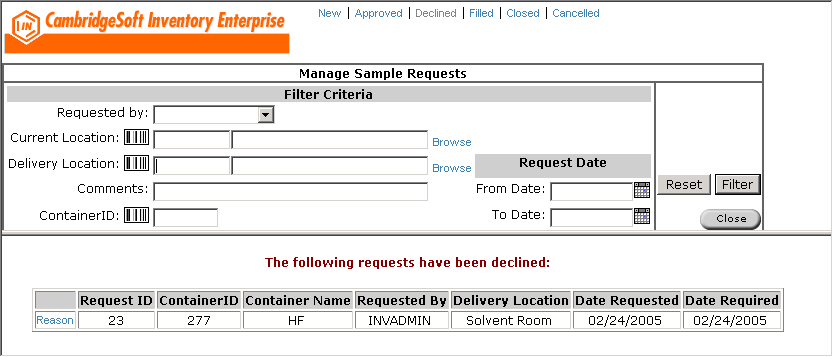 IN CambridgeSoft Inventory Enterprise
New | Approved | Declined | Filled | Closed | Cancelled
Manage Sample Requests
Filter Criteria
Requested by:
Current Location: Browse
Delivery Location: Browse Request Date
Comments: From Date: Reset Filter
ContainerID: To Date: Close
The following requests have been declined:
Request ID ContainerID Container Name Requested By Delivery Location Date Requested Date Required
Reason 23 277 HF INVADMIN Solvent Room 02/24/2005 02/24/2005